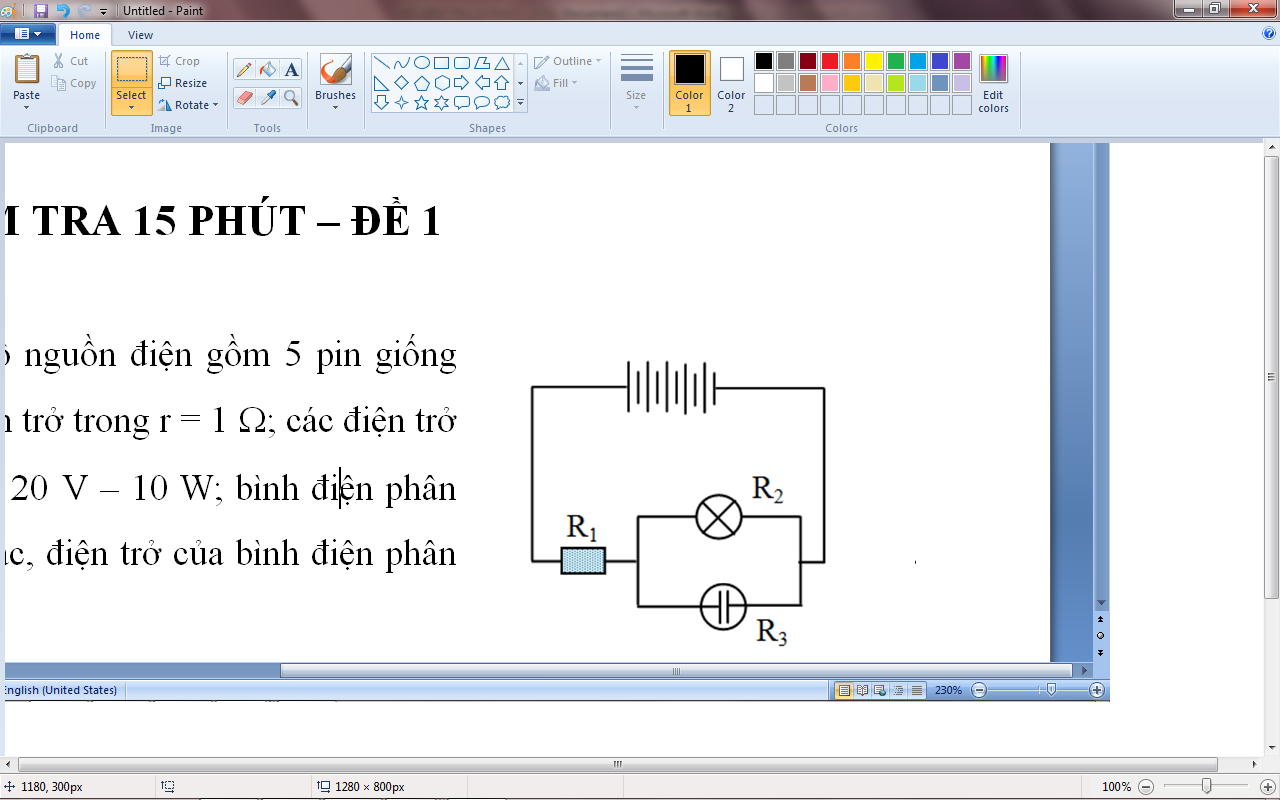 Untitled - Paint
Home View
Paste
Cut
Copy
Clipboard
Select
Crop
Resize
Rotate
Image
A
Tools
Brushes
Outline
Fill
Shapes
Size
Color 1
Color 2
Edit colors
Colors
TRA 15 PHÚT – ĐỀ 1
nguồn điện gồm 5 pin giống
trở trong r = 1 Ω; các điện trở
20 V – 10 W; bình điện phân
điện trở của bình điện phân
R1
R2
R3
English (United States)
230%
1180, 300px
1280 × 800px
100%